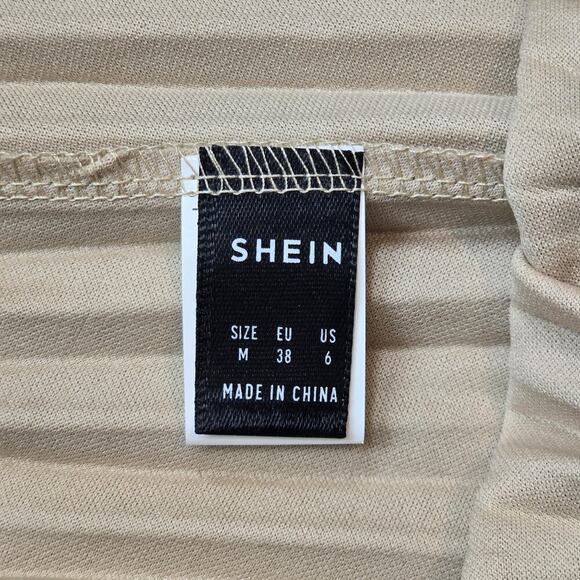 SHEIN
SIZE EU US
M 38 6
MADE IN CHINA